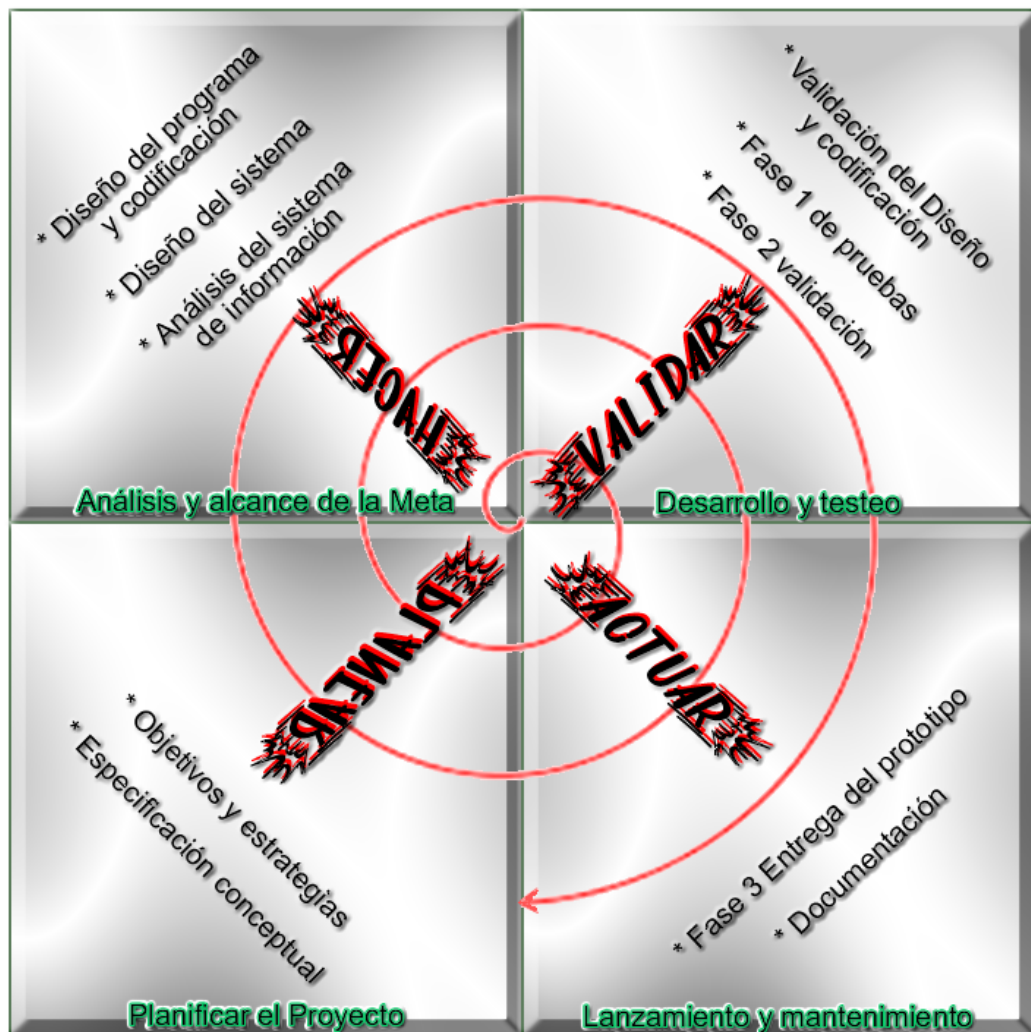 * Diseño del programa
y codificación
* Diseño del sistema
* Análisis del sistema
de información
HACER
Análisis y alcance de la Meta
* Validación del Diseño
y codificación
* Fase 1 de pruebas
* Fase 2 validación
VALIDAR
Desarrollo y testeo
PLANEAR
* Objetivos y estrategias
* Especificación conceptual
Planificar el Proyecto
ACTUAR
* Fase 3 Entrega del prototipo
* Documentación
Lanzamiento y mantenimiento